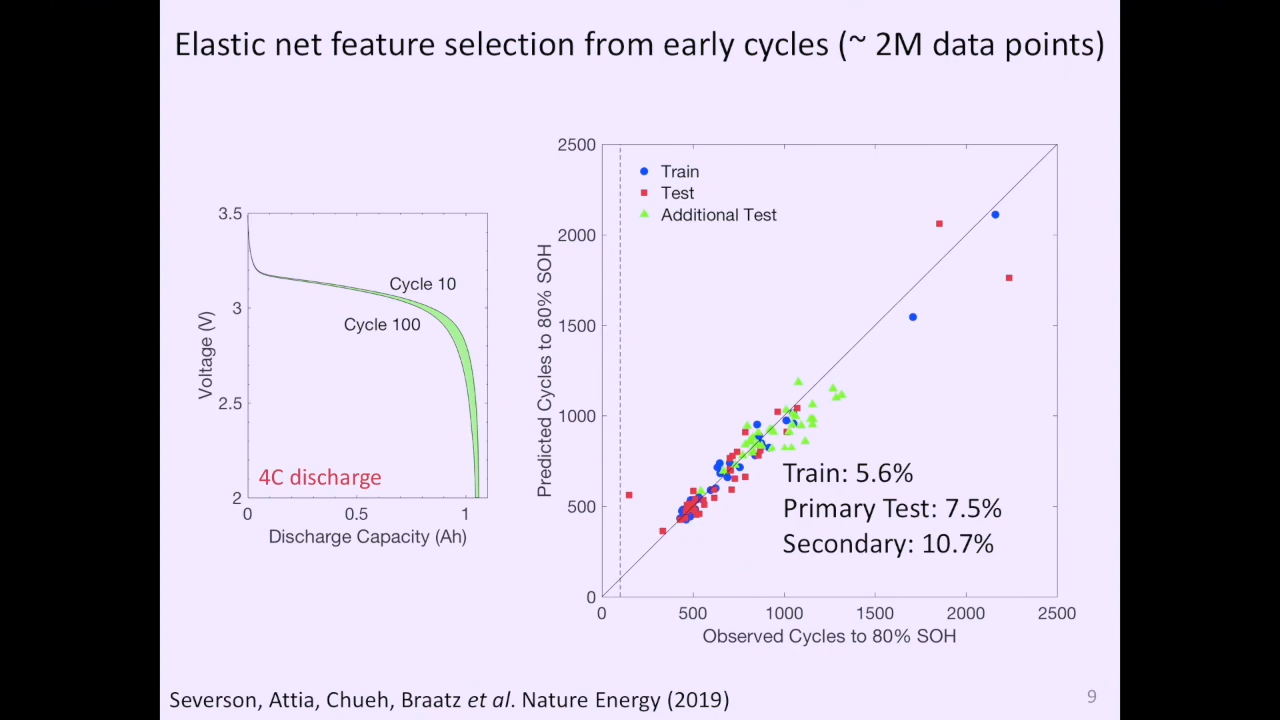 Elastic net feature selection from early cycles (~ 2M data points)
3.5
3
2.5
2
Voltage (V)
Cycle 10
Cycle 100
4C discharge
0
0.5
1
Discharge Capacity (Ah)
2500
2000
1500
1000
500
0
Predicted Cycles to 80% SOH
Train
Test
Additional Test
Train: 5.6%
Primary Test: 7.5%
Secondary: 10.7%
0
500
1000
1500
2000
2500
Observed Cycles to 80% SOH
Severson, Attia, Chueh, Braatz et al. Nature Energy (2019)
9